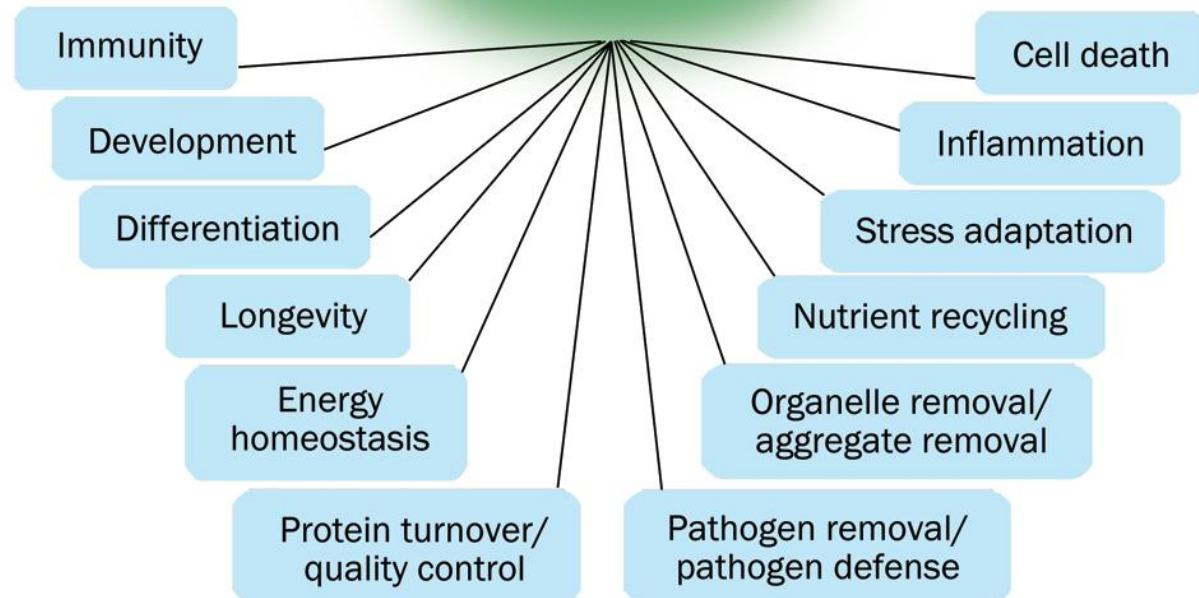 Immunity
Development
Differentiation
Longevity
Energy
homeostasis
Protein turnover/
quality control
Cell death
Inflammation
Stress adaptation
Nutrient recycling
Organelle removal/
aggregate removal
Pathogen removal/
pathogen defense